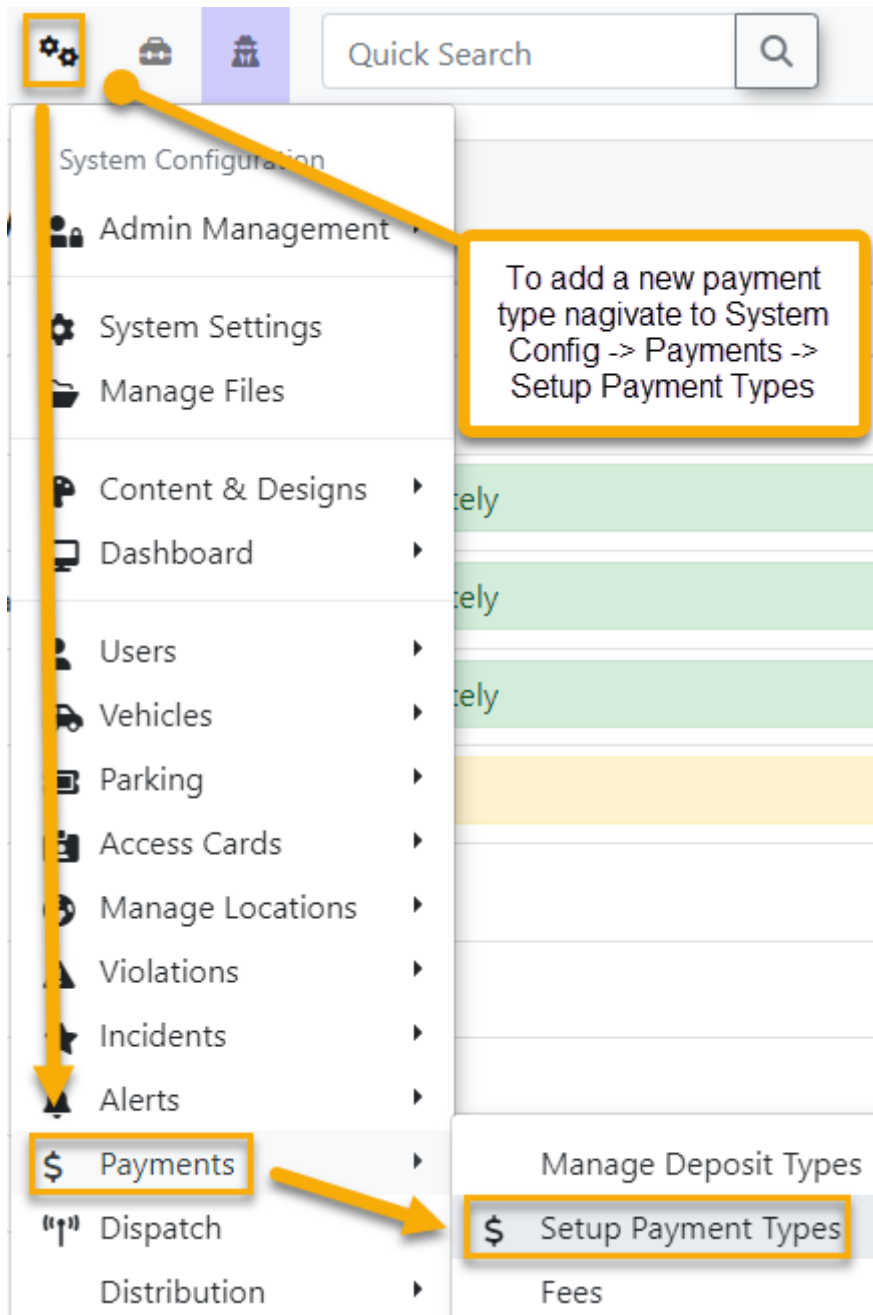 Quick Search
System Configuration
Admin Management
To add a new payment
type nagivate to System
Config -> Payments ->
Setup Payment Types
System Settings
Manage Files
Content & Designs
tely
Dashboard
tely
Users
tely
Vehicles
Parking
Access Cards
Manage Locations
Violations
Incidents
Alerts
$ Payments
Manage Deposit Types
Dispatch
$ Setup Payment Types
Distribution
Fees